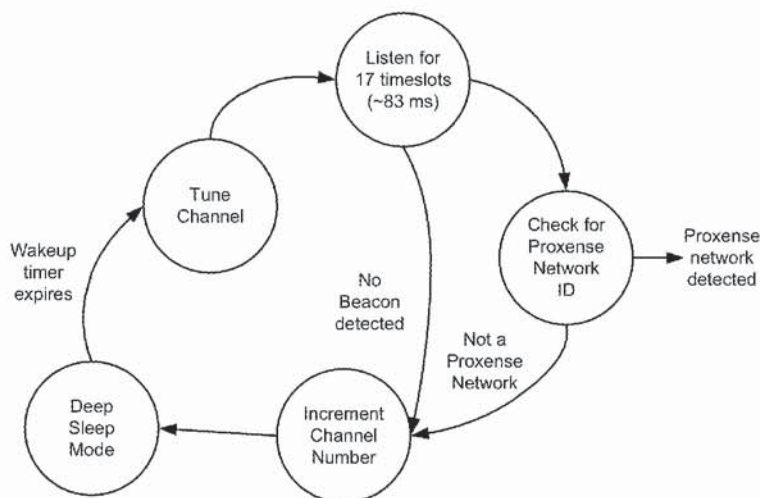 Listen for
17 timeslots
(~83 ms)
Tune
Channel
Check for
Proxense
Network
ID
Proxense
network
detected
Wakeup
timer
expires
No
Beacon
detected
Not a
Proxense
Network
Deep
Sleep
Mode
Increment
Channel
Number